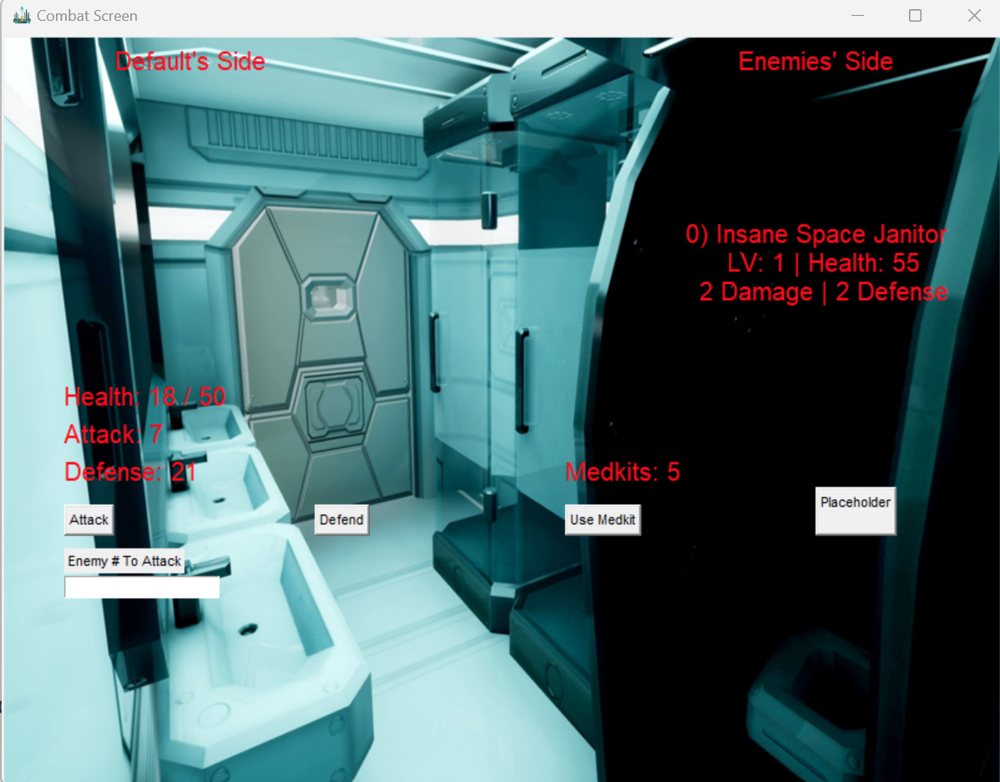 Combat Screen
Default's Side
Enemies' Side
0) Insane Space Janitor
LV: 1 | Health: 55
2 Damage | 2 Defense
Health: 18 / 50
Attack: 7
Defense: 21
Medkits: 5
Attack
Defend
Use Medkit
Placeholder
Enemy # To Attack